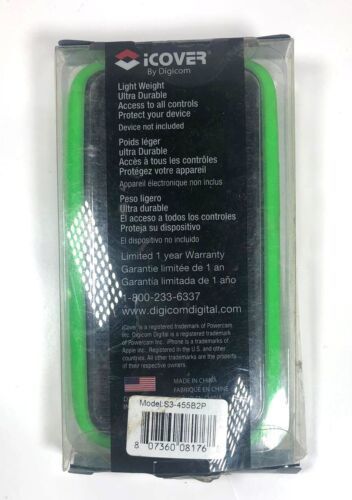 iCOVER®
By Digicom
Light Weight
Ultra Durable
Access to all controls
Protect your device
Device not included
Poids léger
ultra Durable
Accès à tous les contrôles
Protégez votre appareil
Appareil électronique non inclus
Peso ligero
Ultra durable
El acceso a todos los controles
Proteja su dispositivo
El dispositivo no incluido
Limited 1 year Warranty
Garantie limitée de 1 an
Garantía limitada de 1 año
1-800-233-6337
www.digicomdigital.com
iCover is a registered trademark of Powercam
Inc. Digicom Digital is a registered trademark
of Powercam Inc. iPhone is a trademark of
Apple Inc. Registered in the U.S. and other
countries. All other trademarks are property
of their respective owners.
MADE IN CHINA
FABRIQUÉ EN CHINE
Model:S3-455B2P
8 07360 08176